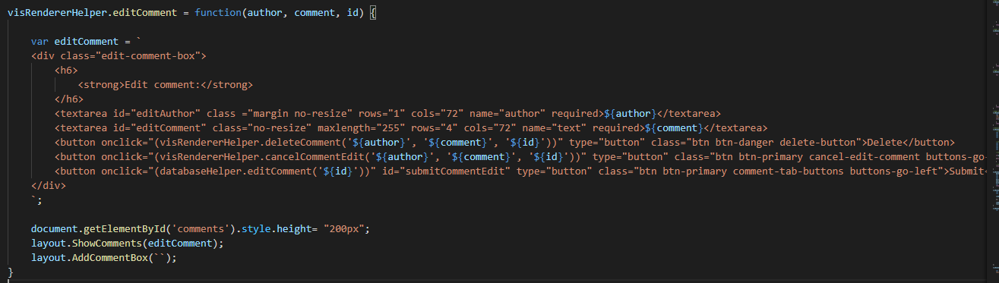 visRendererHelper.editComment = function(author, comment, id) {
var editComment = `
<div class="edit-comment-box">
<h6>
<strong>Edit comment:</strong>
</h6>
<textarea id="editAuthor" class ="margin no-resize" rows="1" cols="72" name="author" required>${author}</textarea>
<textarea id="editComment" class="no-resize" maxlength="255" rows="4" cols="72" name="text" required>${comment}</textarea>
<button onclick="(visRendererHelper.deleteComment('${author}', '${comment}', '${id}'))" type="button" class="btn btn-danger delete-button">Delete</button>
<button onclick="(visRendererHelper.cancelCommentEdit('${author}', '${comment}', '${id}'))" type="button" class="btn btn-primary cancel-edit-comment buttons-go-
<button onclick="(databaseHelper.editComment('${id}'))" id="submitCommentEdit" type="button" class="btn btn-primary comment-tab-buttons buttons-go-left">Submit<
</div>
`;
document.getElementById('comments').style.height= "200px";
layout.ShowComments(editComment);
layout.AddCommentBox(``);
}